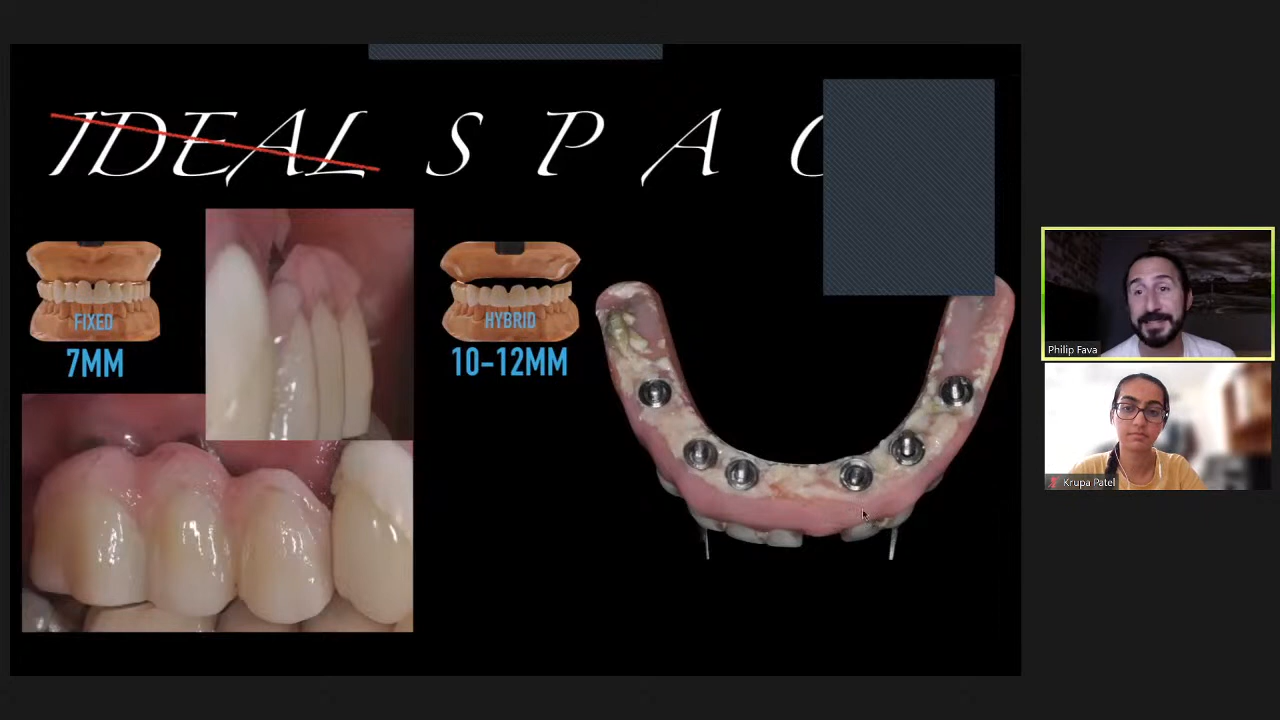 IDEAL S P A C
FIXED
7MM
HYBRID
10-12MM
Philip Fava
Krupa Patel